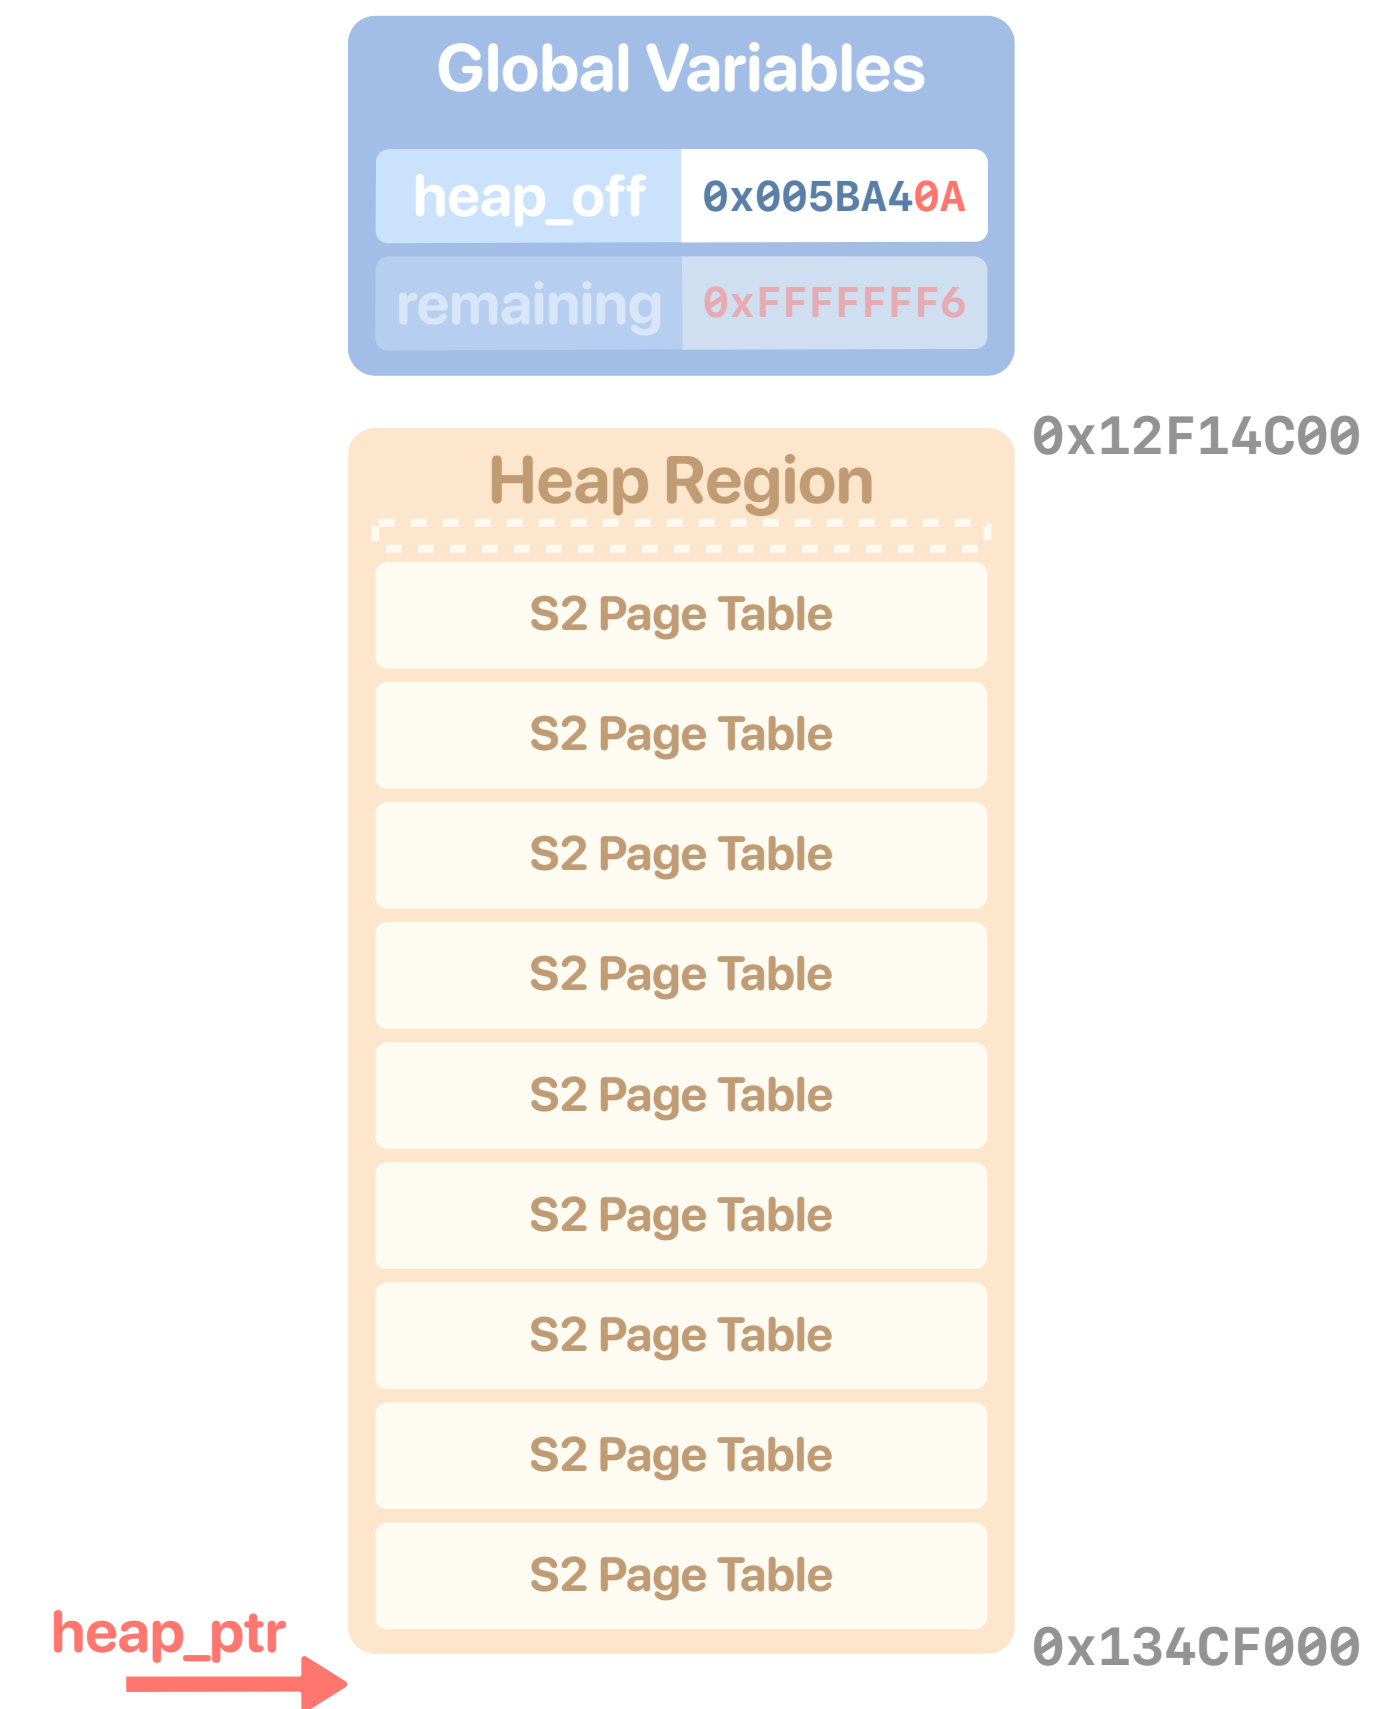 Global Variables
heap_off 0x005BA40A
remaining 0xFFFFFFF6
0x12F14C00
Heap Region
S2 Page Table
S2 Page Table
S2 Page Table
S2 Page Table
S2 Page Table
S2 Page Table
S2 Page Table
S2 Page Table
S2 Page Table
heap_ptr
0x134CF000